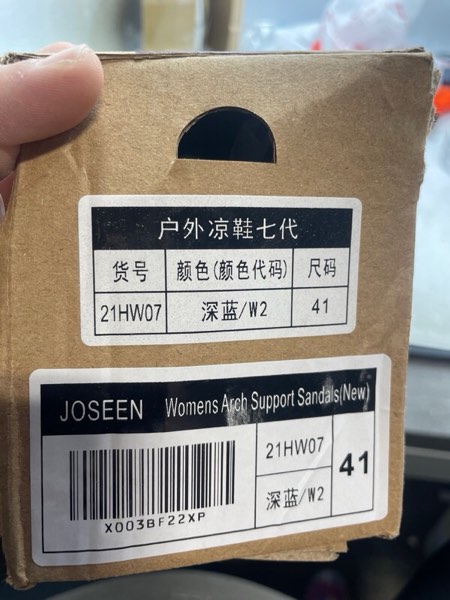 户外凉鞋七代
货号 颜色(颜色代码) 尺码
21HW07 深蓝/W2 41
JOSEEN Womens Arch Support Sandals(New)
21HW07
41
深蓝/W2
X003BF22XP